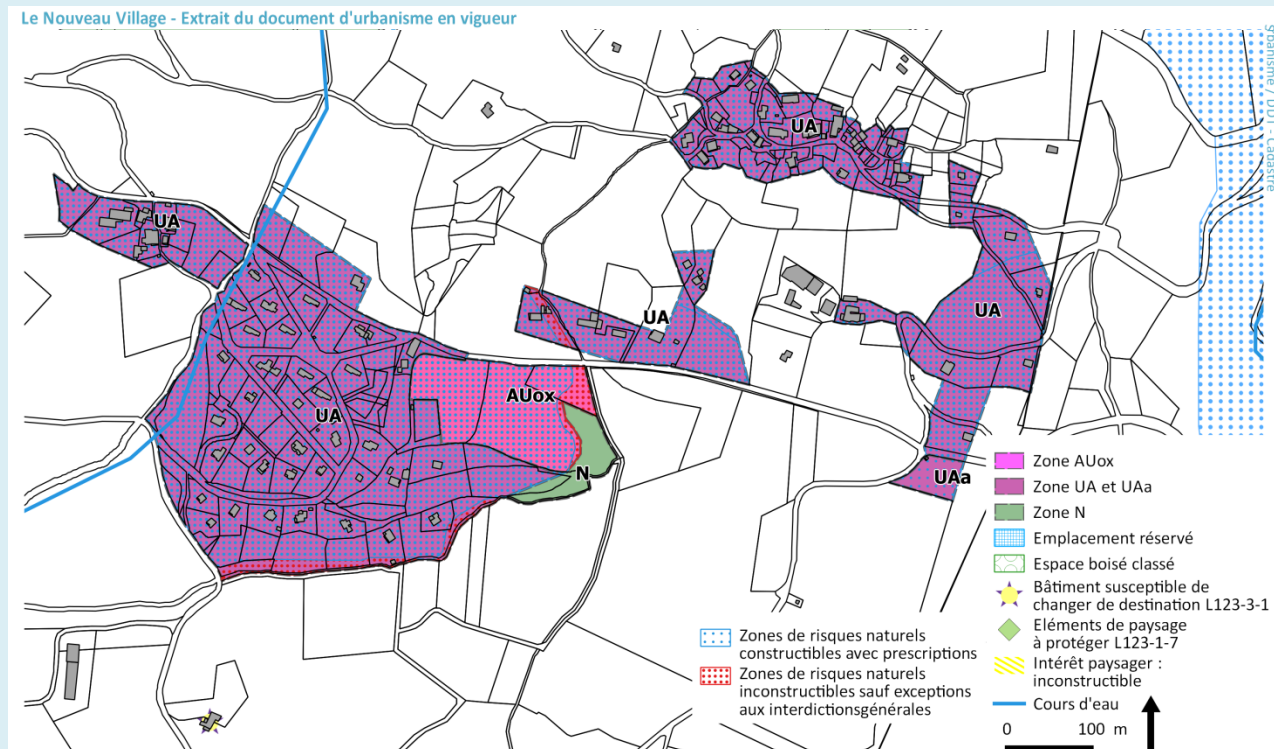 Le Nouveau Village - Extrait du document d'urbanisme en vigueur
UA
UA
UA
UA
AUox
UA
N
UAa
Zone AUox
Zone UA et UAa
Zone N
Emplacement réservé
Espace boisé classé
Bâtiment susceptible de
changer de destination L123-3-1
Eléments de paysage
à protéger L123-1-7
Intérêt paysager :
inconstructible
Cours d'eau
0 100 m
Zones de risques naturels
constructibles avec prescriptions
Zones de risques naturels
inconstructibles sauf exceptions
aux interdictionsgénérales
/ DDT - Cadastre